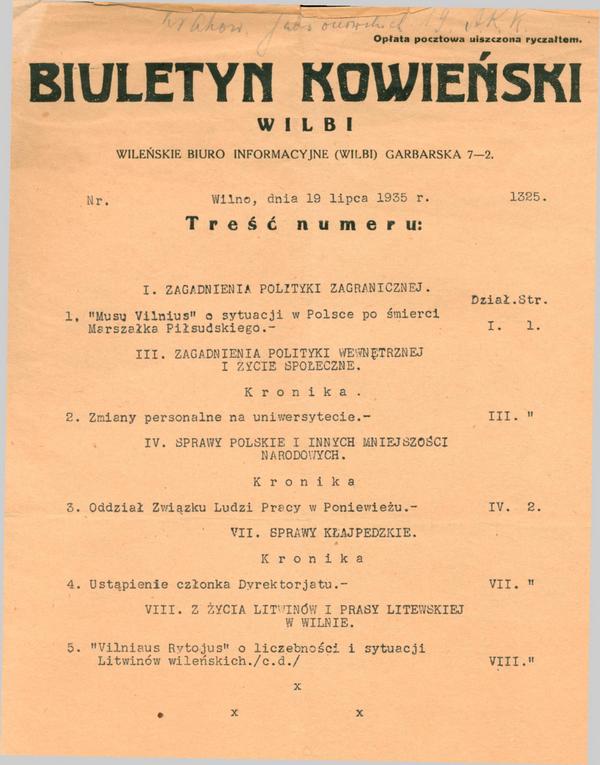 Kraków. Jabłonowskich 19
Opłata pocztowa uiszczona ryczałtem.
BIULETYN KOWIEŃSKI
WILBI
WILEŃSKIE BIURO INFORMACYJNE (WILBI) GARBARSKA 7—2.
Nr. Wilno, dnia 19 lipca 1935 r. 1325.
Treść numeru:
I. ZAGADNIENIA POLITYKI ZAGRANICZNEJ.
Dział.Str.
1. "Musų Vilnius" o sytuacji w Polsce po śmierci
Marszałka Piłsudskiego.- I. 1.
III. ZAGADNIENIA POLITYKI WEWNĘTRZNEJ
I ŻYCIE SPOŁECZNE.
Kronika.
2. Zmiany personalne na uniwersytecie.- III. "
IV. SPRAWY POLSKIE I INNYCH MNIEJSZOŚCI
NARODOWYCH.
Kronika
3. Oddział Związku Ludzi Pracy w Poniewieżu.- IV. 2.
VII. SPRAWY KŁAJPEDZKIE.
Kronika
4. Ustąpienie członka Dyrektorjatu.- VII. "
VIII. Z ŻYCIA LITWINÓW I PRASY LITEWSKIEJ
W WILNIE.
5. "Vilniaus Rytojus" o liczebności i sytuacji
Litwinów wileńskich./c.d./ VIII."
x
x x